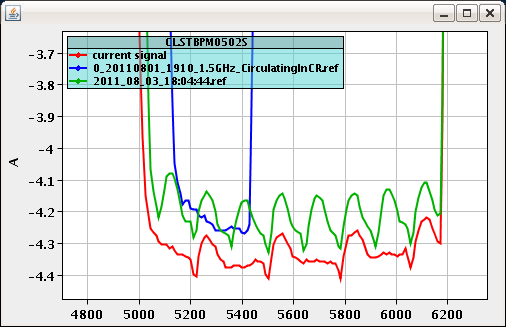 CLSTBPM0502S
current signal
0_20110801_1910_1.5GHz_CirculatingInCR.ref
2011_08_03_18:04:44.ref
-3.7
-3.8
-3.9
-4
-4.1
-4.2
-4.3
-4.4
A
4800 5000 5200 5400 5600 5800 6000 6200